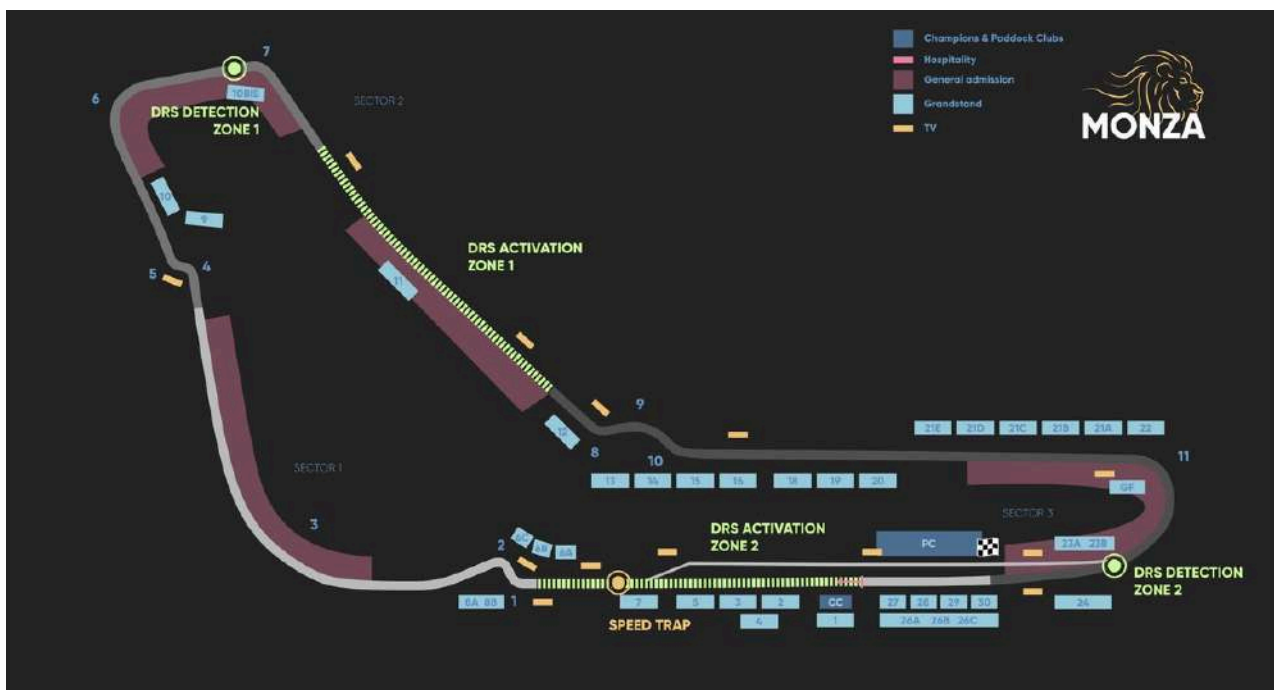 Champions & Paddock Clubs
Hospitality
General admission
Grandstand
TV
MONZA
7
6
10BIS
DRS DETECTION
ZONE 1
SECTOR 2
10
9
5
4
11
DRS ACTIVATION
ZONE 1
12
8
9
10
SECTOR 1
3
13
14
15
16
18
19
20
21E
21D
21C
21B
21A
22
11
GF
SECTOR 3
2
6C
6B
6A
DRS ACTIVATION
ZONE 2
PC
23A 23B
DRS DETECTION
ZONE 2
8A 8B
1
7
5
3
2
CC
27
28
29
30
24
SPEED TRAP
4
1
26A 26B 26C